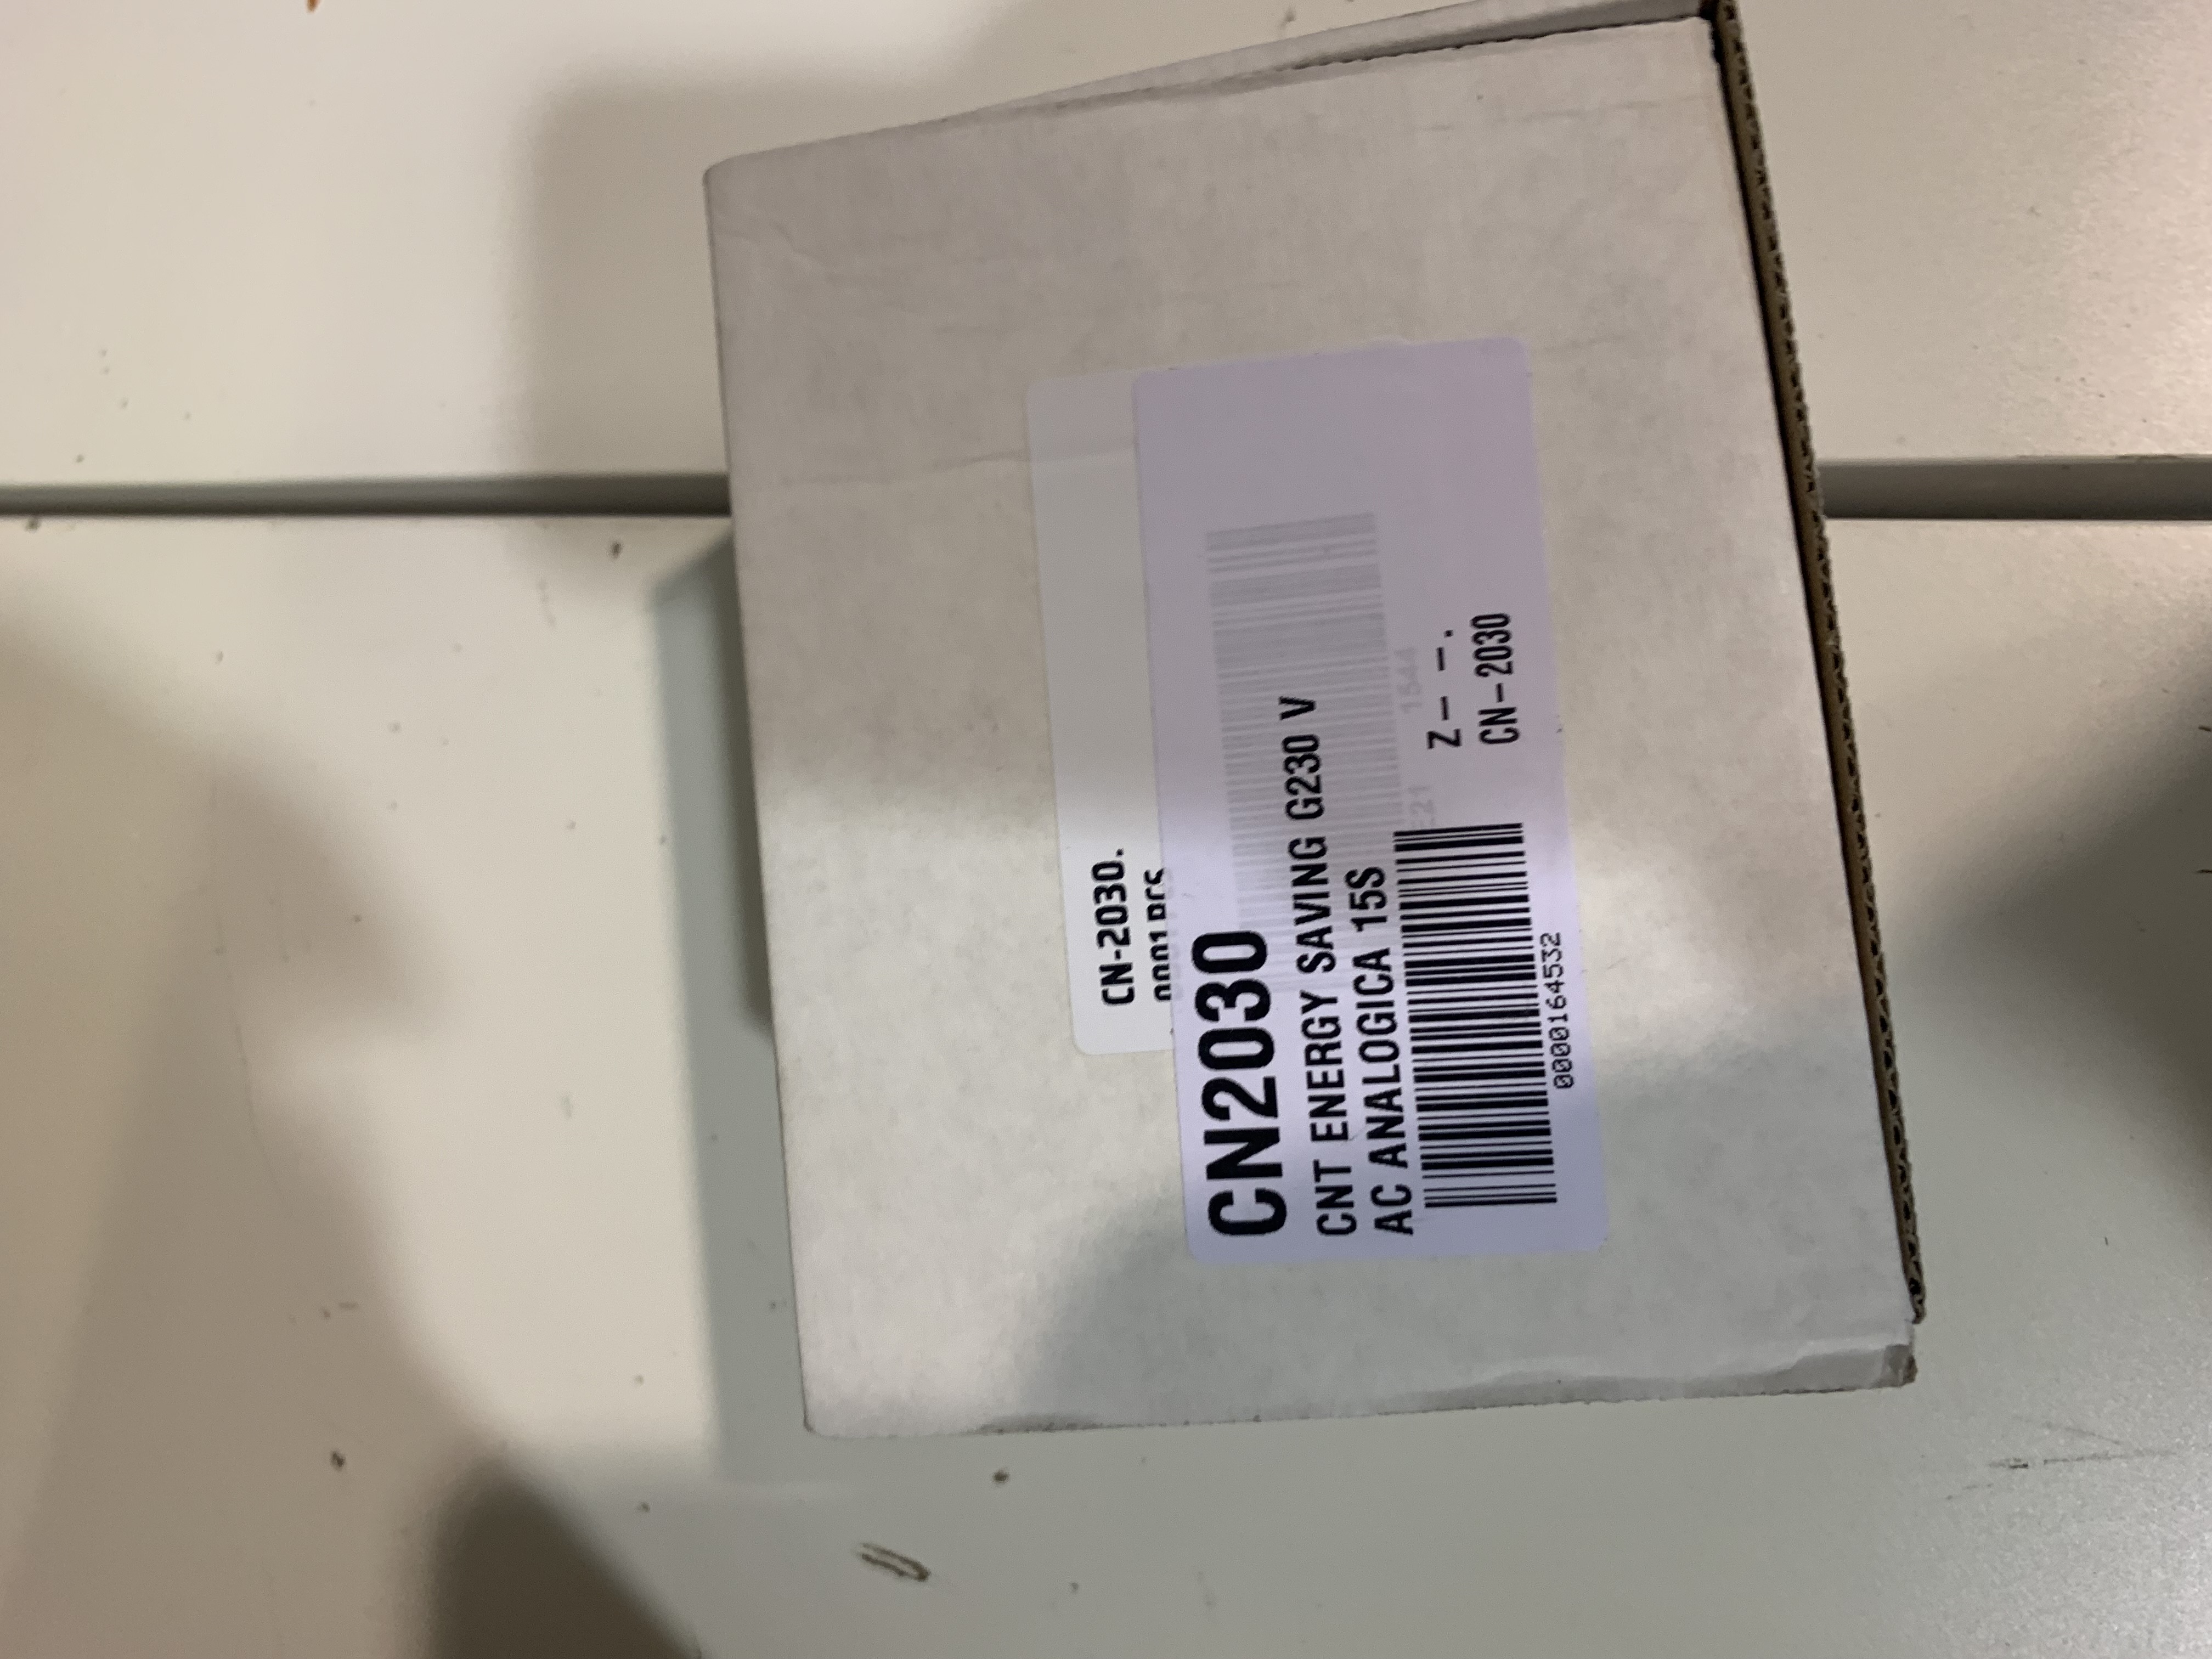 CN-2030.
CN2030
CNT ENERGY SAVING G230 V
AC ANALOGICA 15S
Z - - .
CN-2030
0000164532